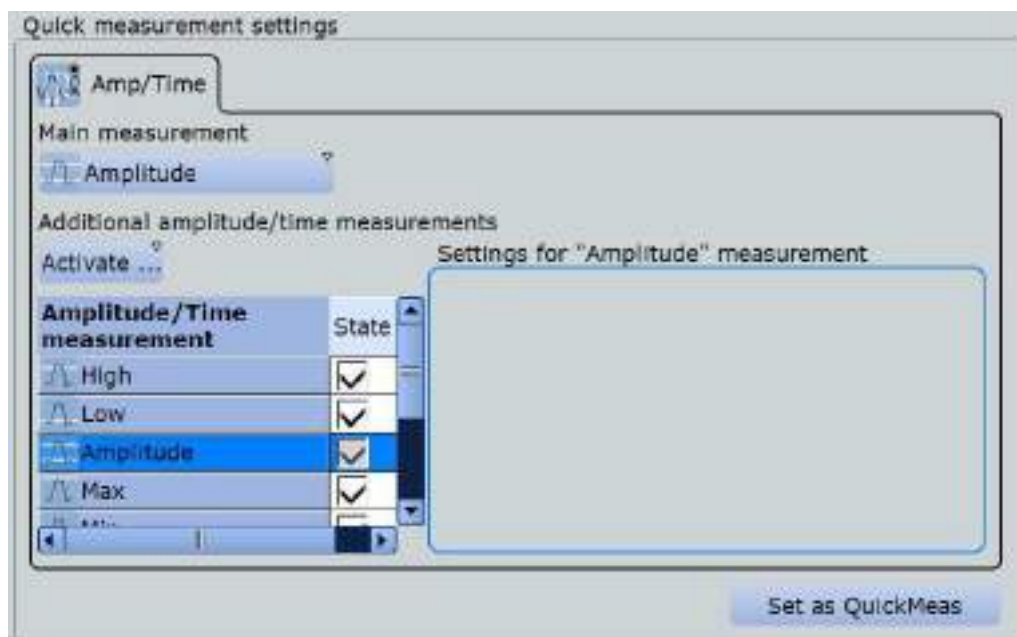 Quick measurement settings
Amp/Time
Main measurement
Amplitude
Additional amplitude/time measurements
Activate ...
Settings for "Amplitude" measurement
Amplitude/Time measurement
State
High
Low
Amplitude
Max
Set as QuickMeas